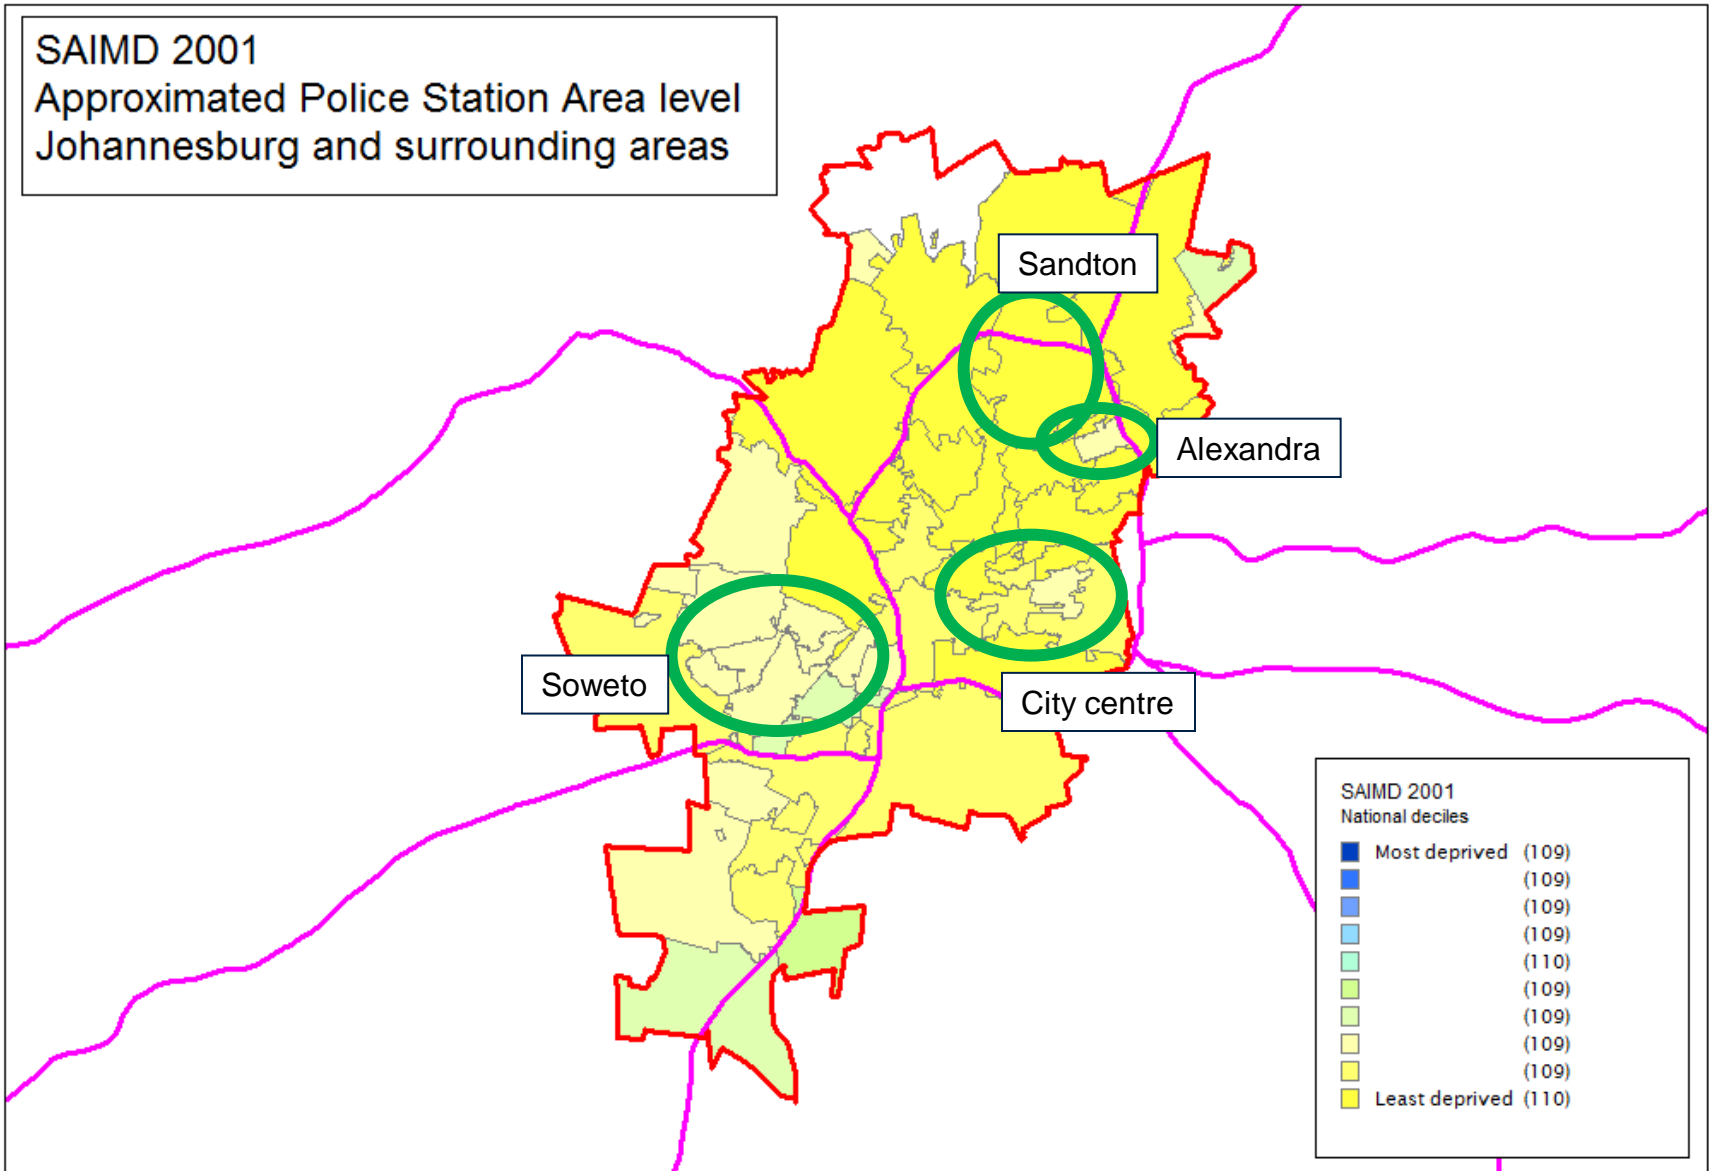 SAIMD 2001
Approximated Police Station Area level
Johannesburg and surrounding areas
Sandton
Alexandra
Soweto
City centre
SAIMD 2001
National deciles
Most deprived (109)
(109)
(109)
(109)
(110)
(109)
(109)
(109)
(109)
Least deprived (110)